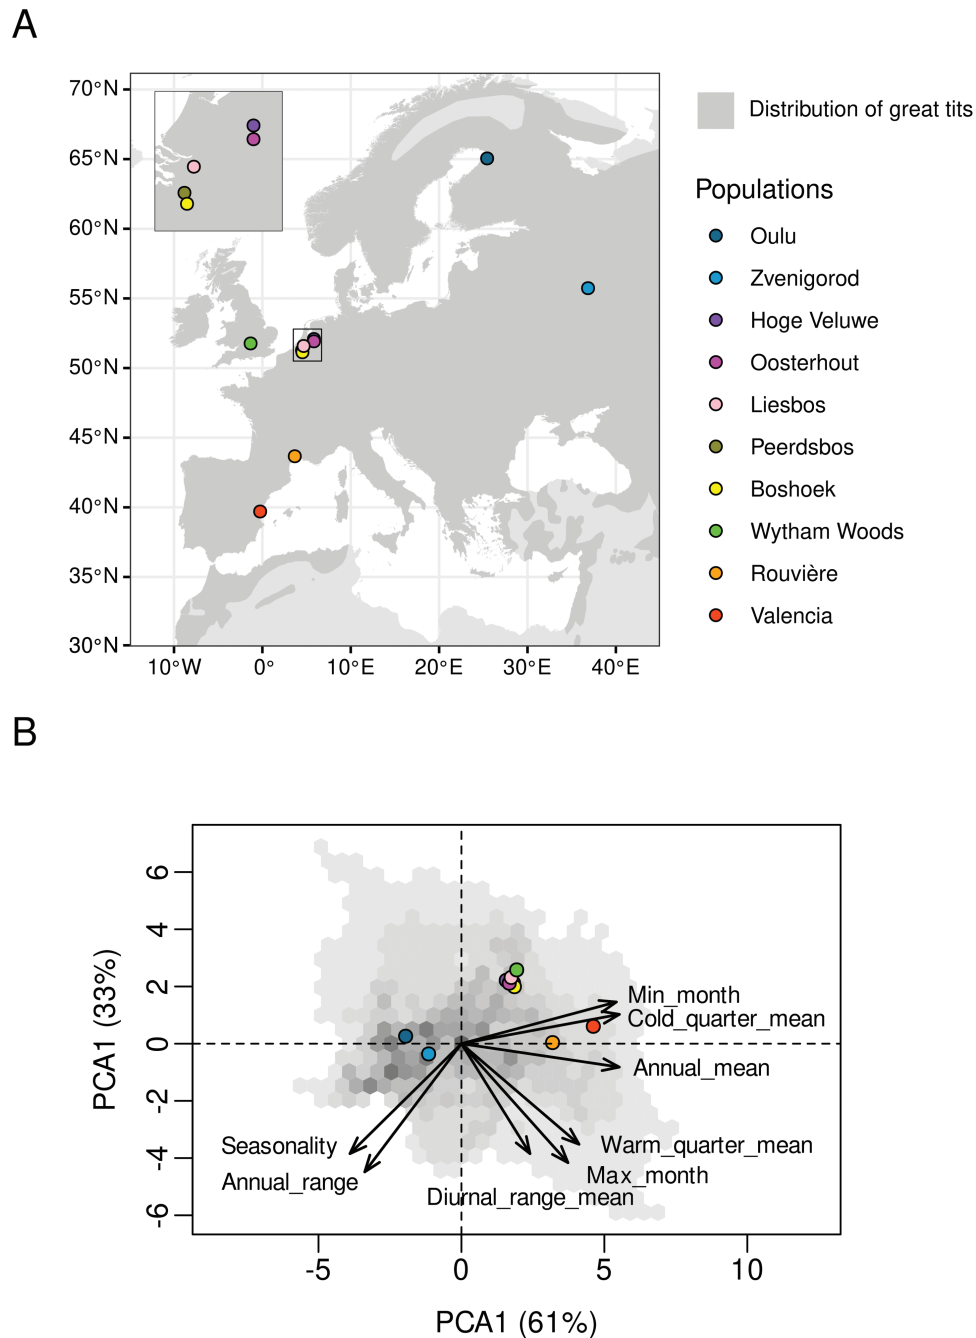 A
70°N
65°N
60°N
55°N
50°N
45°N
40°N
35°N
30°N
10°W
0°
10°E
20°E
30°E
40°E
Distribution of great tits
Populations
Oulu
Zvenigorod
Hoge Veluwe
Oosterhout
Liesbos
Peerdsbos
Boshoek
Wytham Woods
Rouvière
Valencia
B
PCA1 (33%)
6
4
2
0
-2
-4
-6
Min_month
Cold_quarter_mean
Annual_mean
Seasonality
Warm_quarter_mean
Annual_range
Max_month
Diurnal_range_mean
-5
0
5
10
PCA1 (61%)